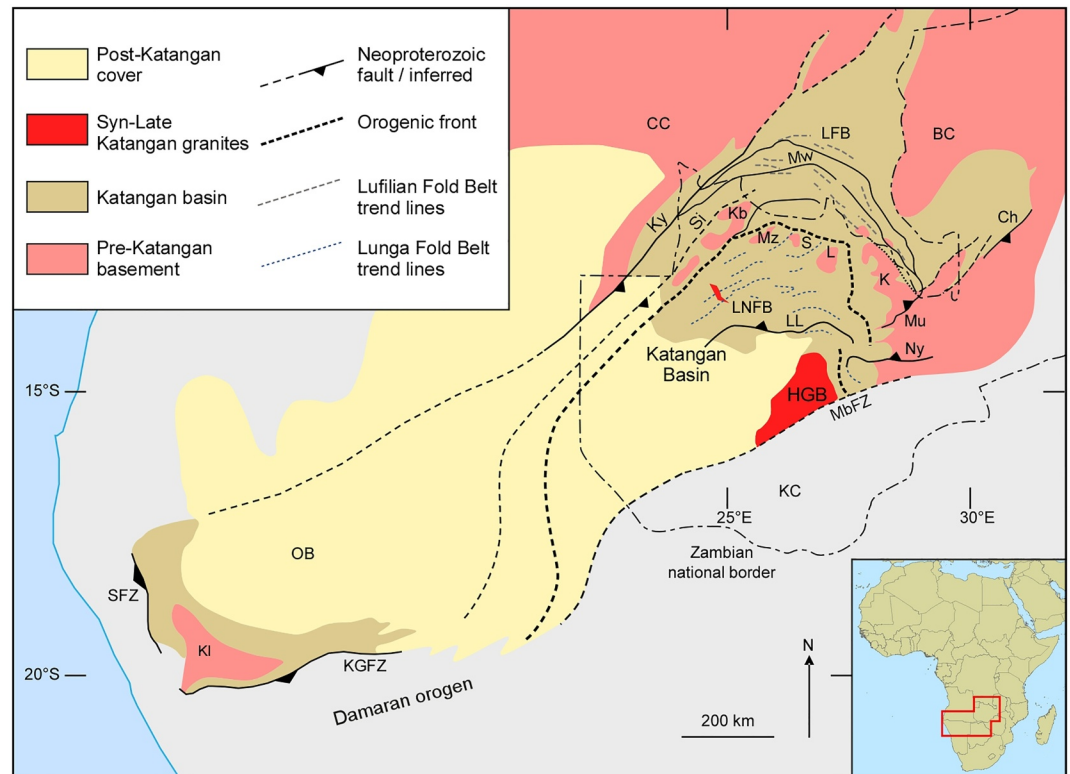 Post-Katangan
cover
Neoproterozoic
fault / inferred
Syn-Late
Katangan granites
Orogenic front
Katangan basin
Lufilian Fold Belt
trend lines
Pre-Katangan
basement
Lunga Fold Belt
trend lines
CC
LFB
BC
Mw
Ky
Si
Kb
Ch
Mz
S
L
K
LNFB
LL
Mu
Ny
Katangan
Basin
15°S
HGB
MbFZ
KC
25°E
30°E
OB
Zambian
national border
SFZ
KI
KGFZ
N
20°S
Damaran orogen
200 km